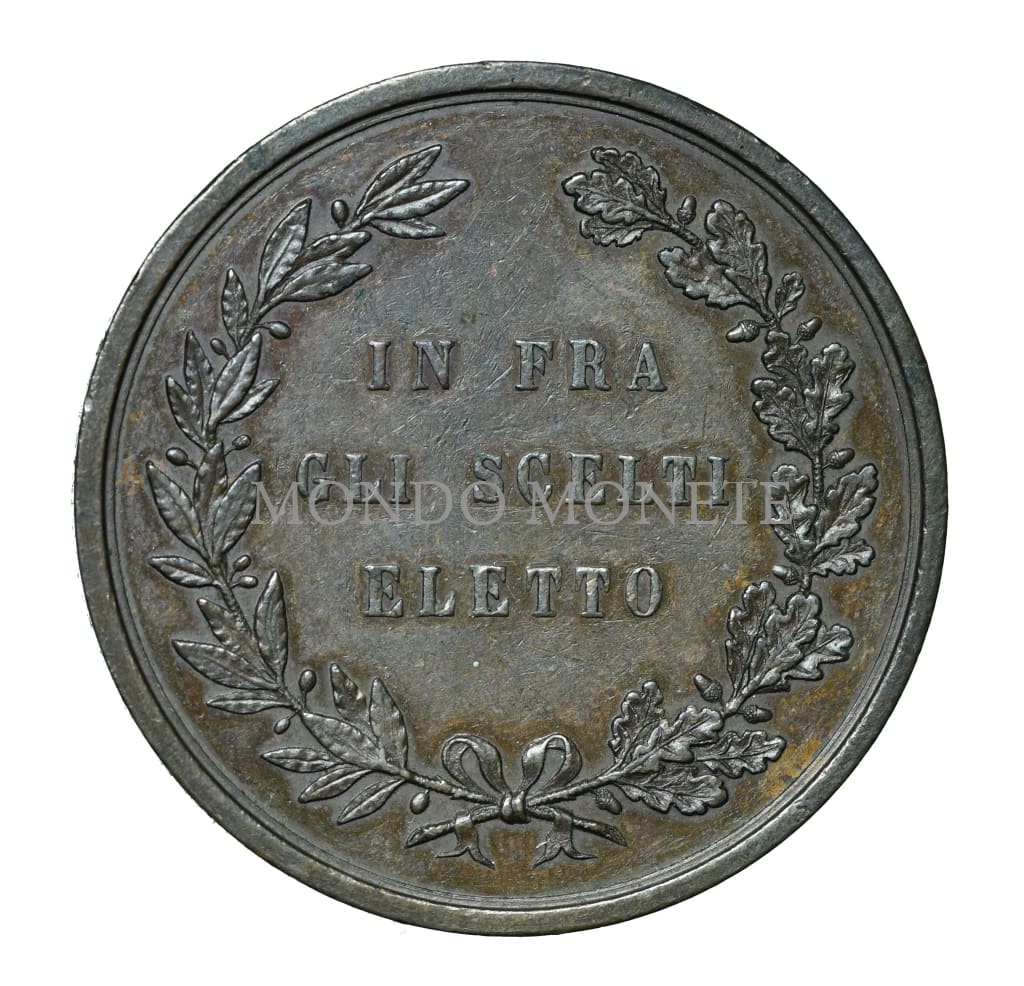 IN FRA
GLI SCELTI
MONDO MONETE
ELETTO